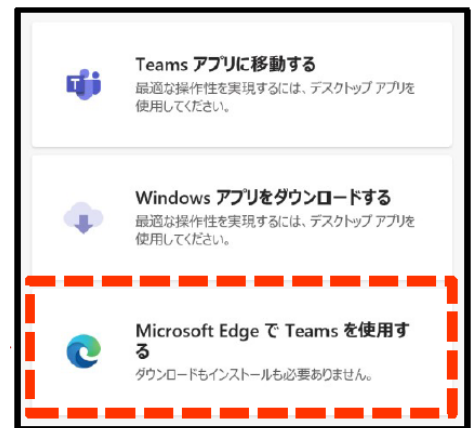 Teams アプリに移動する
最適な操作性を実現するには、デスクトップ アプリを
使用してください。
Windows アプリをダウンロードする
最適な操作性を実現するには、デスクトップ アプリを
使用してください。
Microsoft Edge で Teams を使用す
る
ダウンロードもインストールも必要ありません。